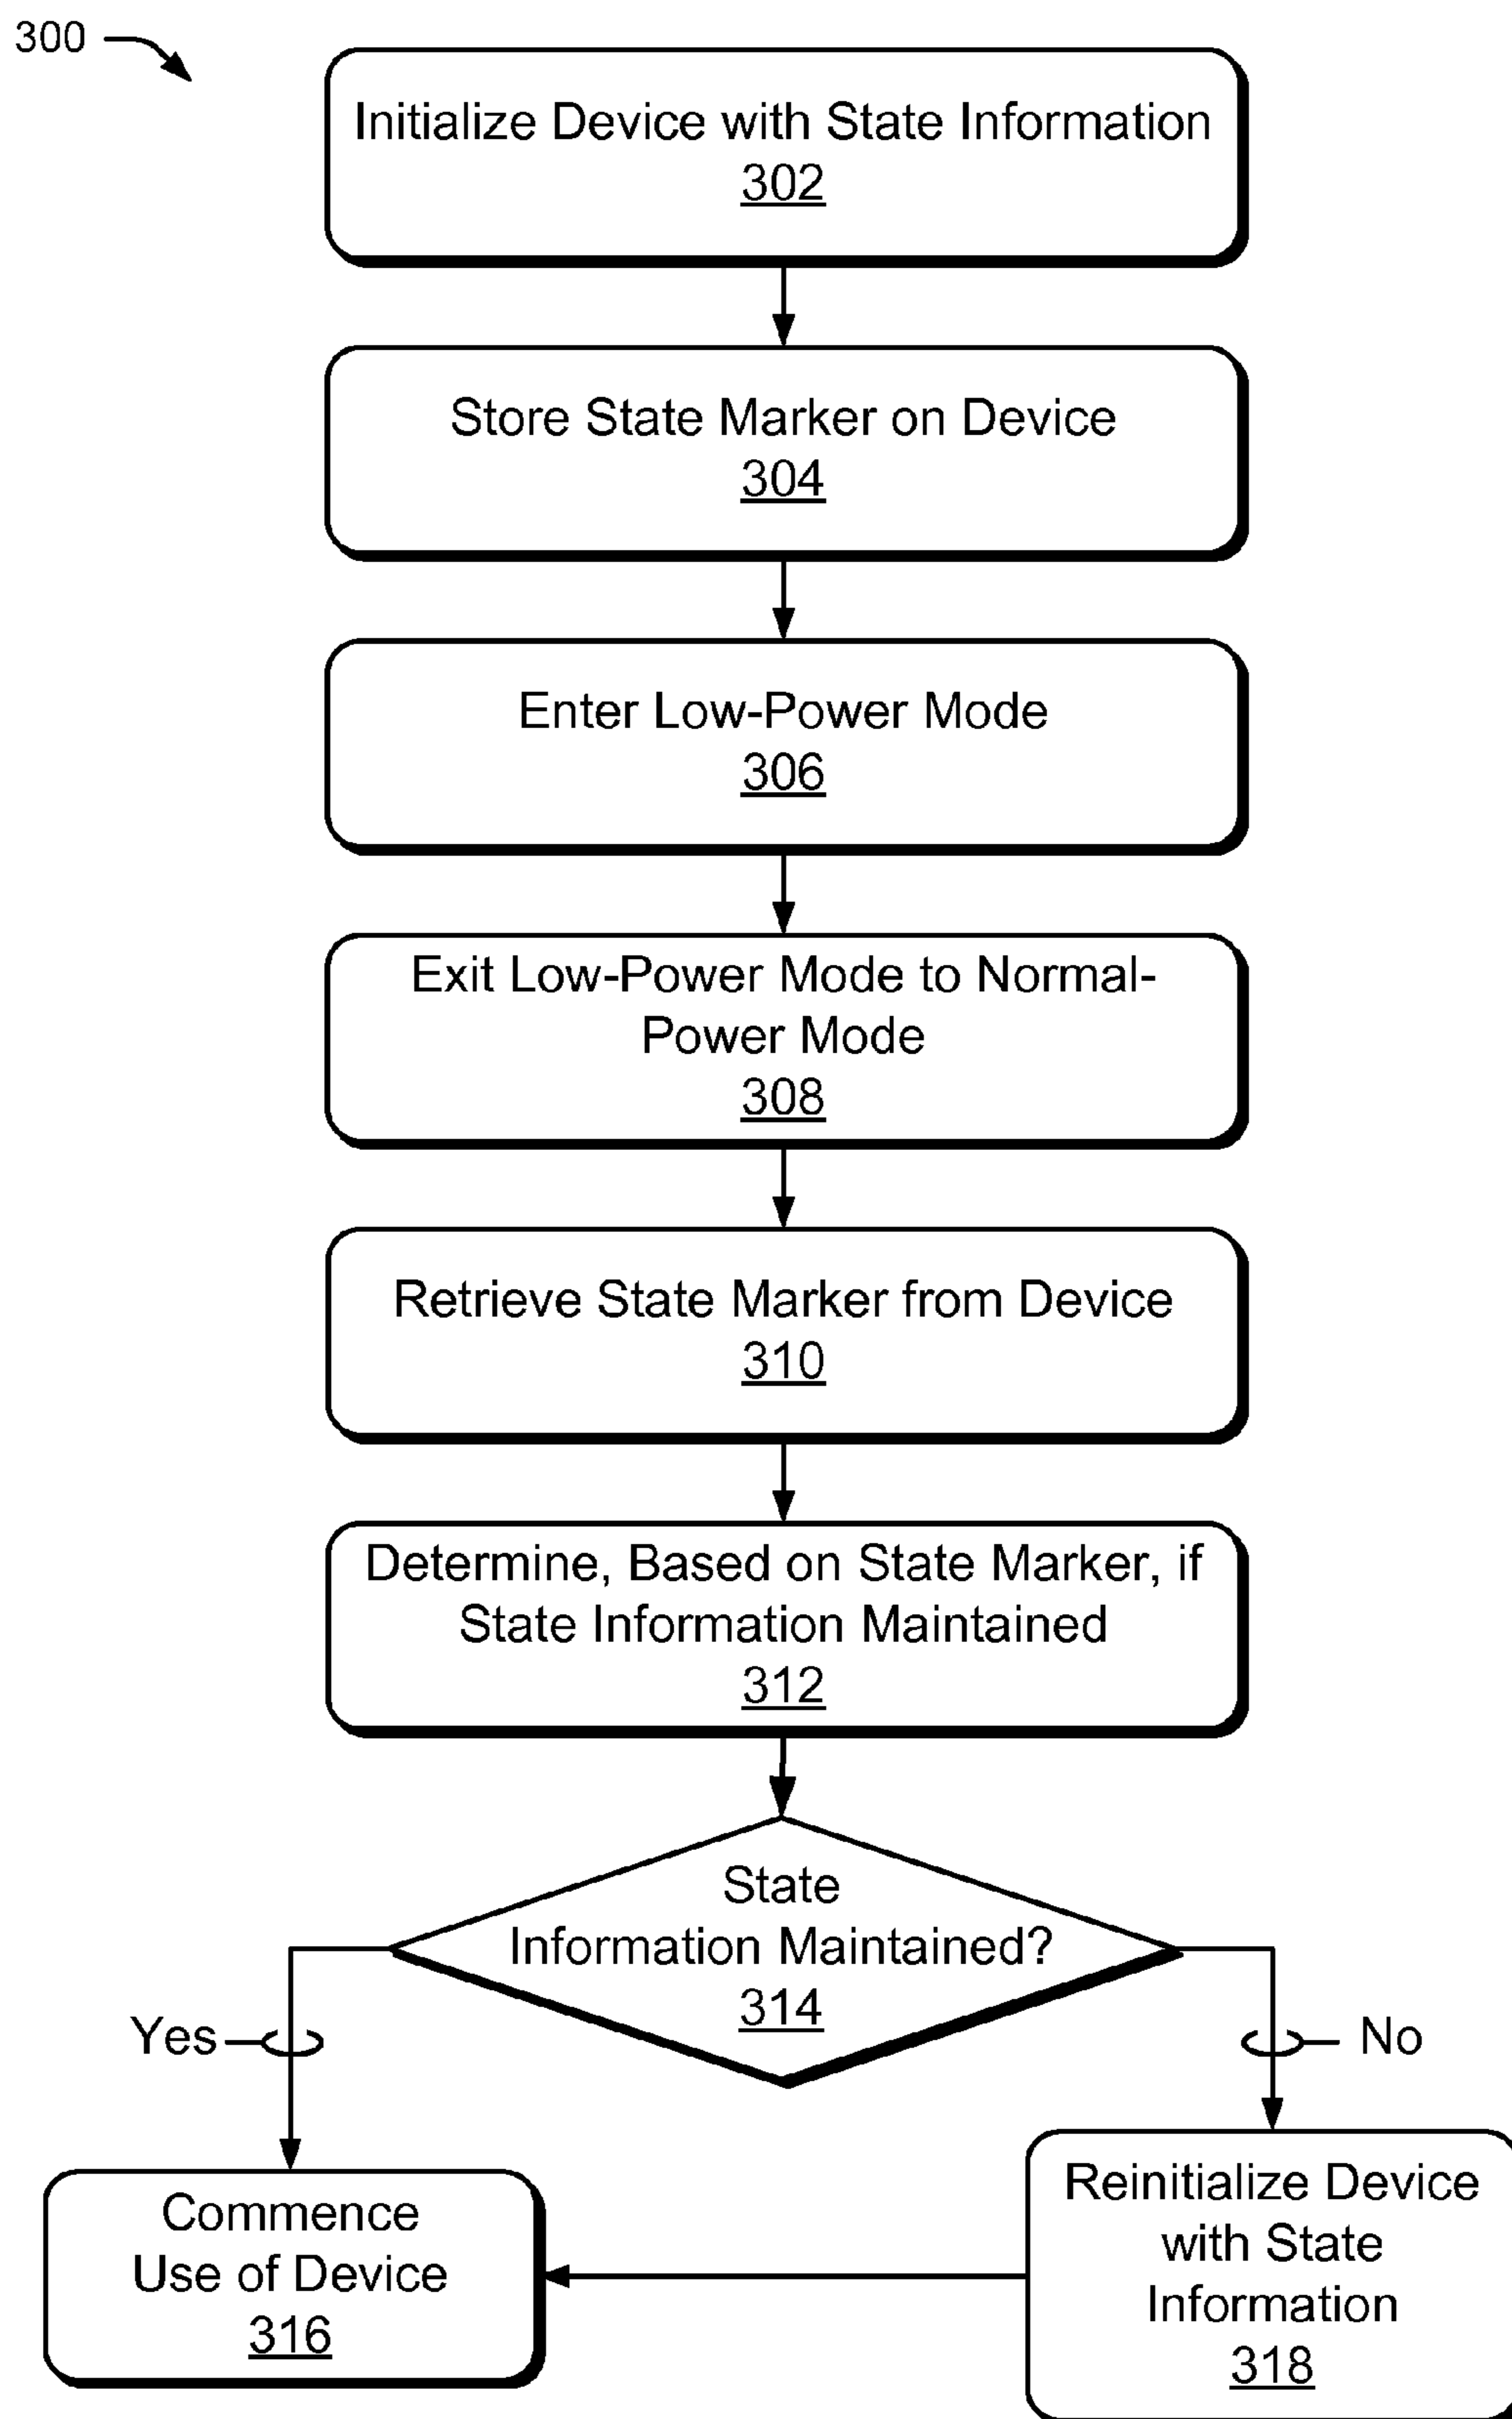 300
Initialize Device with State Information
302
Store State Marker on Device
304
Enter Low-Power Mode
306
Exit Low-Power Mode to Normal-
Power Mode
308
Retrieve State Marker from Device
310
Determine, Based on State Marker, if
State Information Maintained
312
State
Information Maintained?
314
Yes
No
Commence
Use of Device
316
Reinitialize Device
with State
Information
318